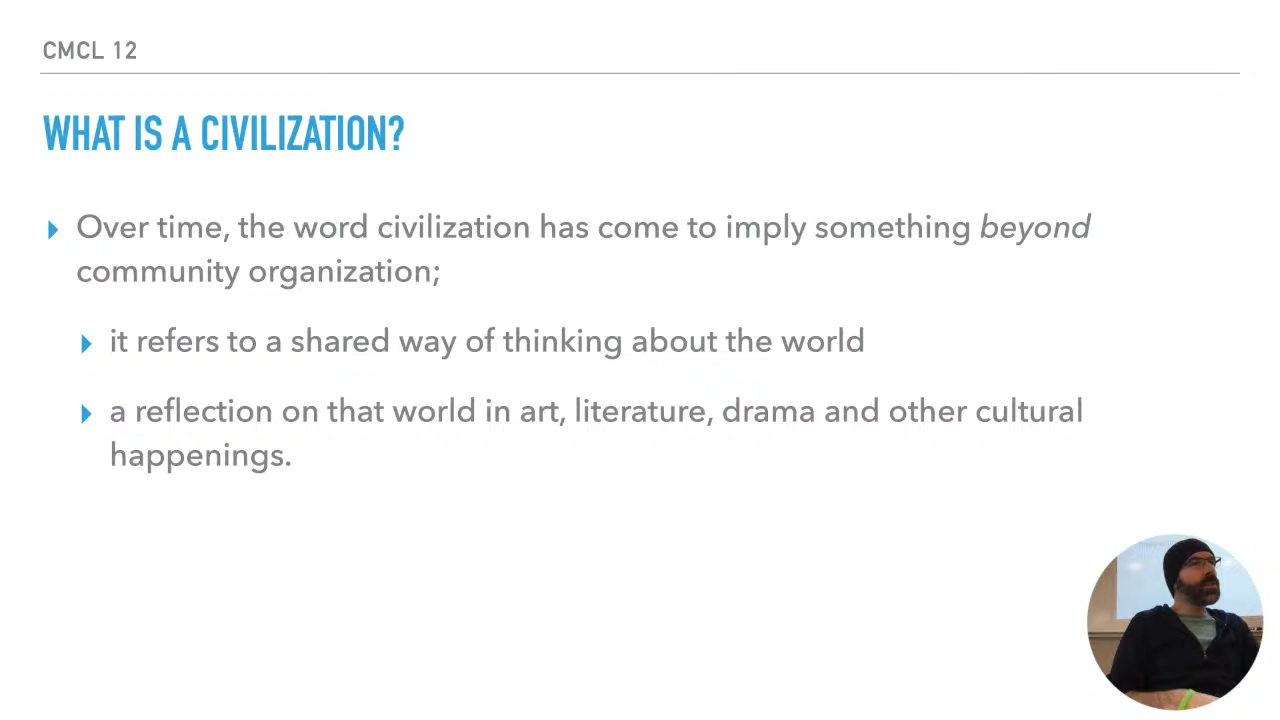 CMCL 12
WHAT IS A CIVILIZATION?
Over time, the word civilization has come to imply something beyond
community organization;
it refers to a shared way of thinking about the world
a reflection on that world in art, literature, drama and other cultural
happenings.